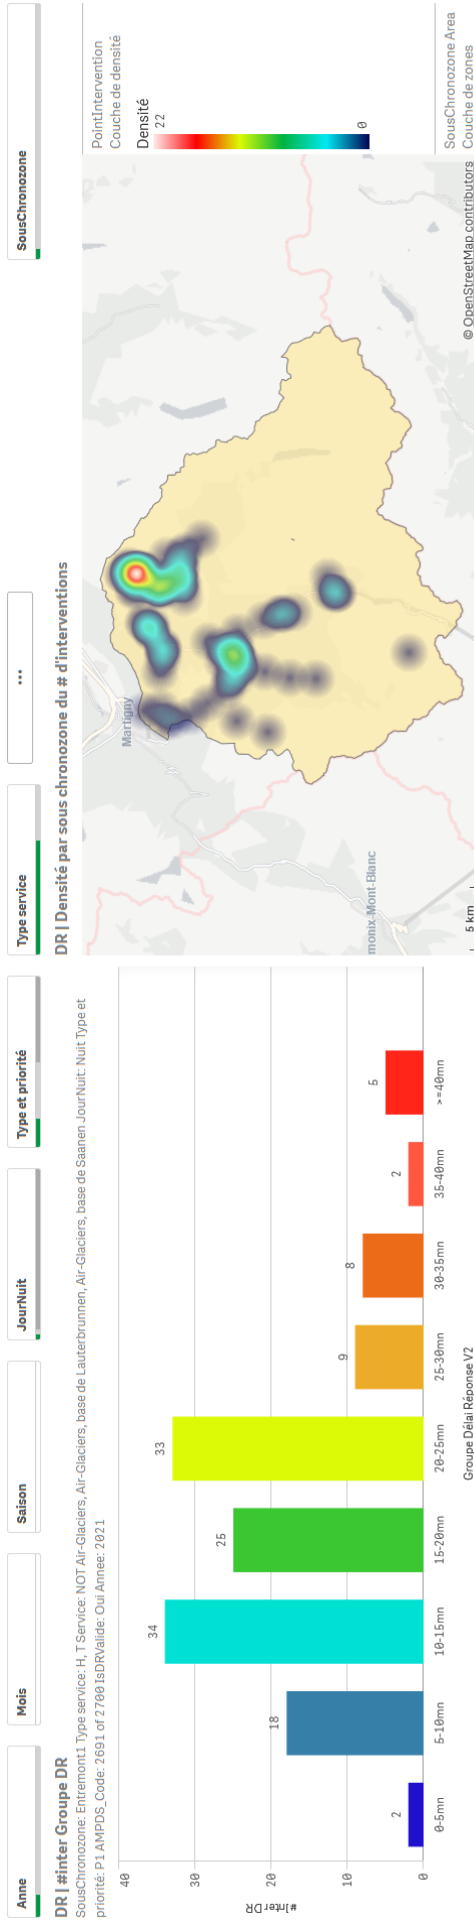 Anne
Mois
Saison
JourNuit
Type et priorité
Type service
...
SousChronozone
DR | #inter Groupe DR
SousChronozone: Entremont1 Type service: H, T Service: NOT Air-Glaciers, Air-Glaciers, base de Lauterbrunnen, Air-Glaciers, base de Saanen JourNuit: Nuit Type et
priorité: P1 AMPDS_Code: 2691 of 2700 IsDRValide: Oui Annee: 2021
#InterDR
40
30
20
10
0
2
18
34
25
33
9
8
2
5
0-5mn
5-10mn
10-15mn
15-20mn
20-25mn
25-30mn
30-35mn
35-40mn
>=40mn
Groupe Délai Réponse V2
DR | Densité par sous chronozone du # d'interventions
Martigny
monix-Mont-Blanc
5 km
© OpenStreetMap contributors
PointIntervention
Couche de densité
Densité
22
0
SousChronozone Area
Couche de zones